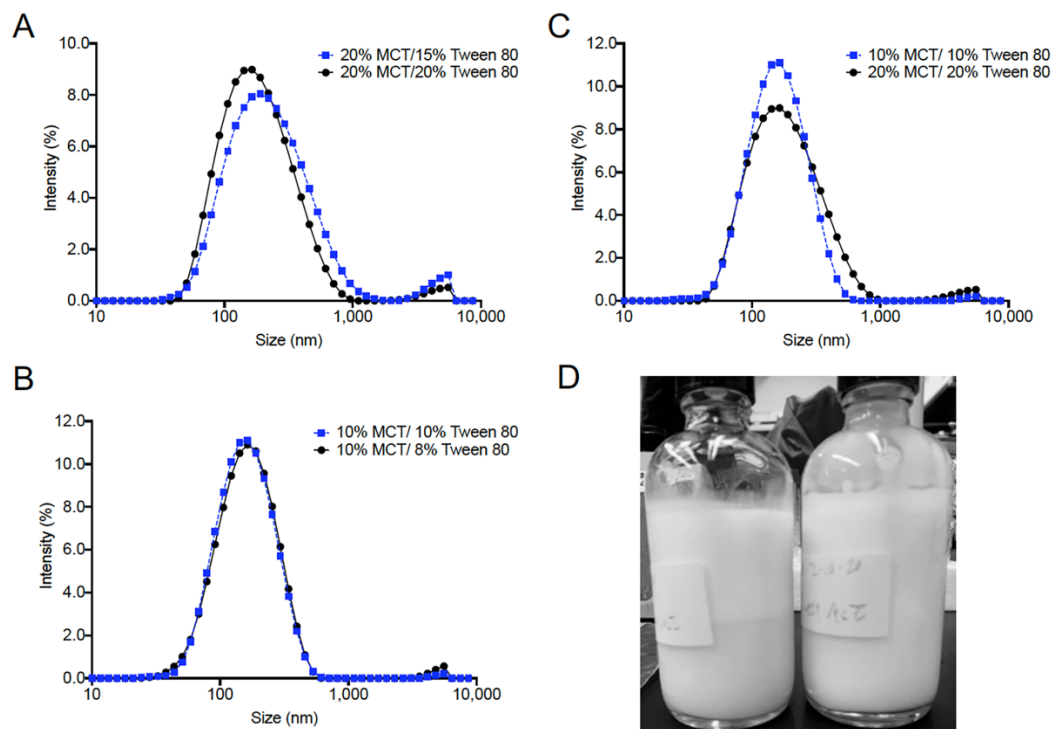 A
20% MCT/15% Tween 80
20% MCT/20% Tween 80
10.0
8.0
6.0
4.0
2.0
0.0
Intensity (%)
10
100
1,000
10,000
Size (nm)
B
10% MCT/ 10% Tween 80
10% MCT/ 8% Tween 80
12.0
10.0
8.0
6.0
4.0
2.0
0.0
Intensity (%)
10
100
1,000
10,000
Size (nm)
C
10% MCT/ 10% Tween 80
20% MCT/ 20% Tween 80
12.0
10.0
8.0
6.0
4.0
2.0
0.0
Intensity (%)
10
100
1,000
10,000
Size (nm)
D